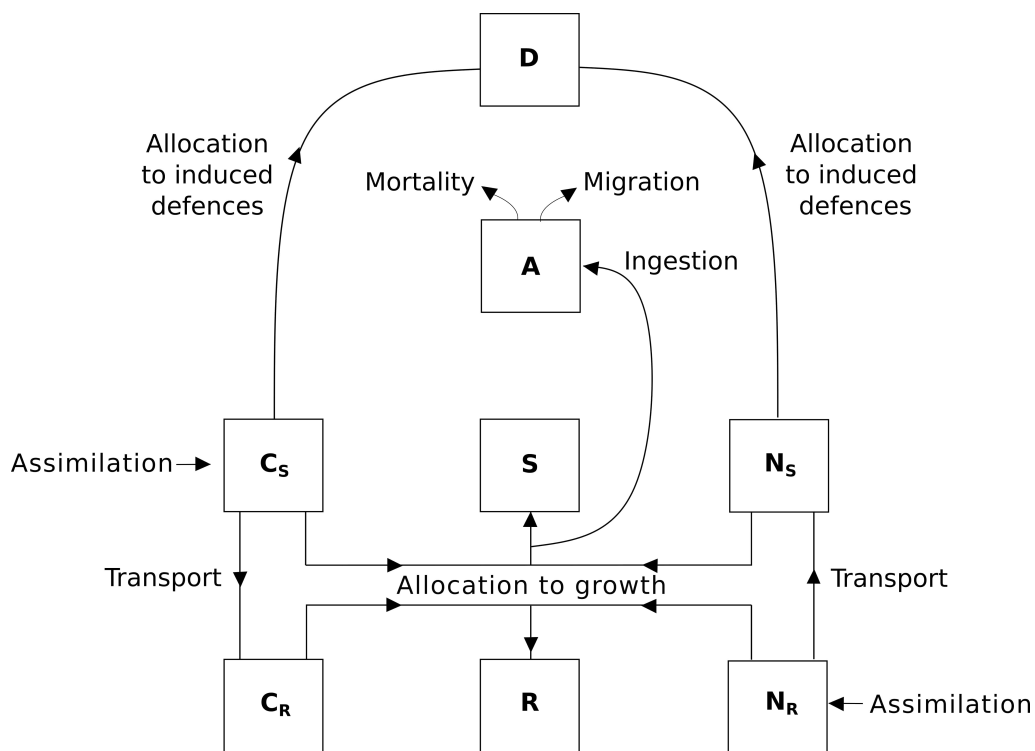 D
Allocation
to induced
defences
Allocation
to induced
defences
Mortality
Migration
A
Ingestion
Assimilation
C_S
S
N_S
Transport
Allocation to growth
Transport
C_R
R
N_R
Assimilation